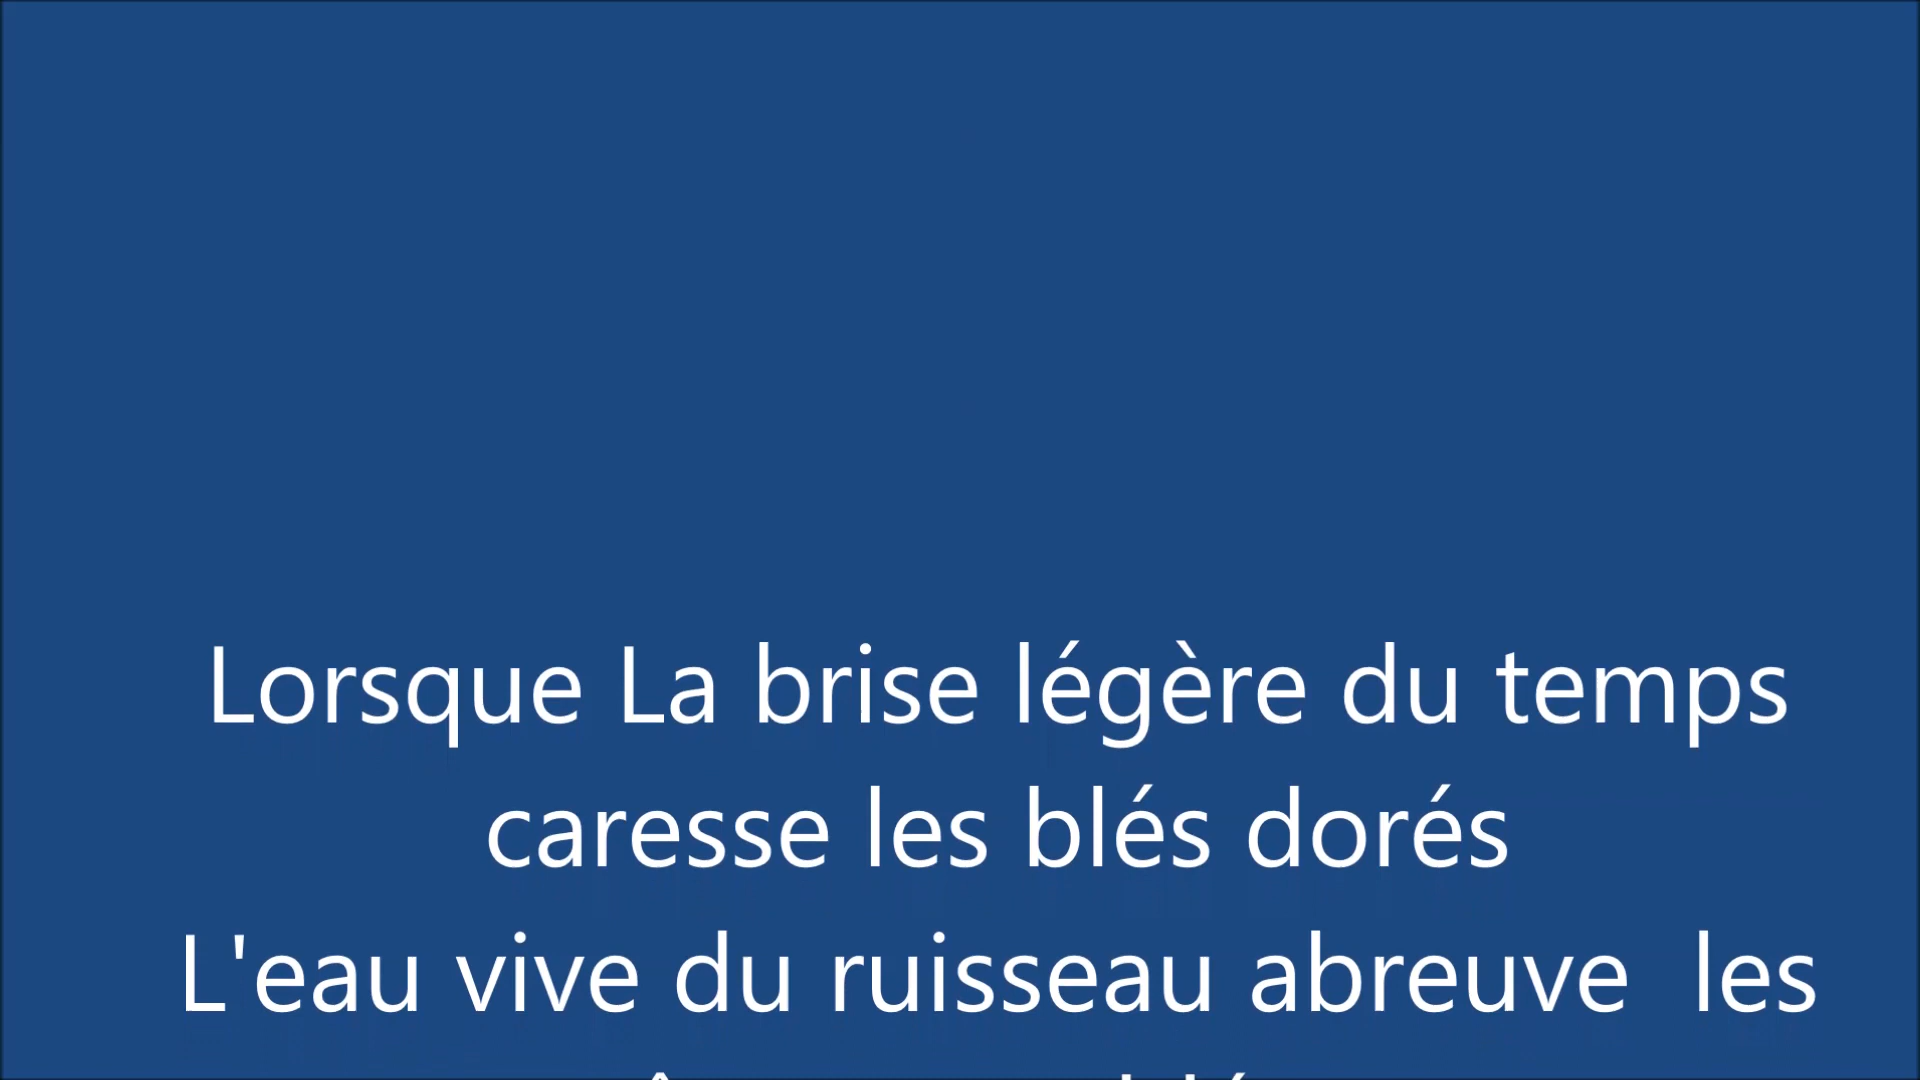 Lorsque La brise légère du temps
caresse les blés dorés
L'eau vive du ruisseau abreuve  les